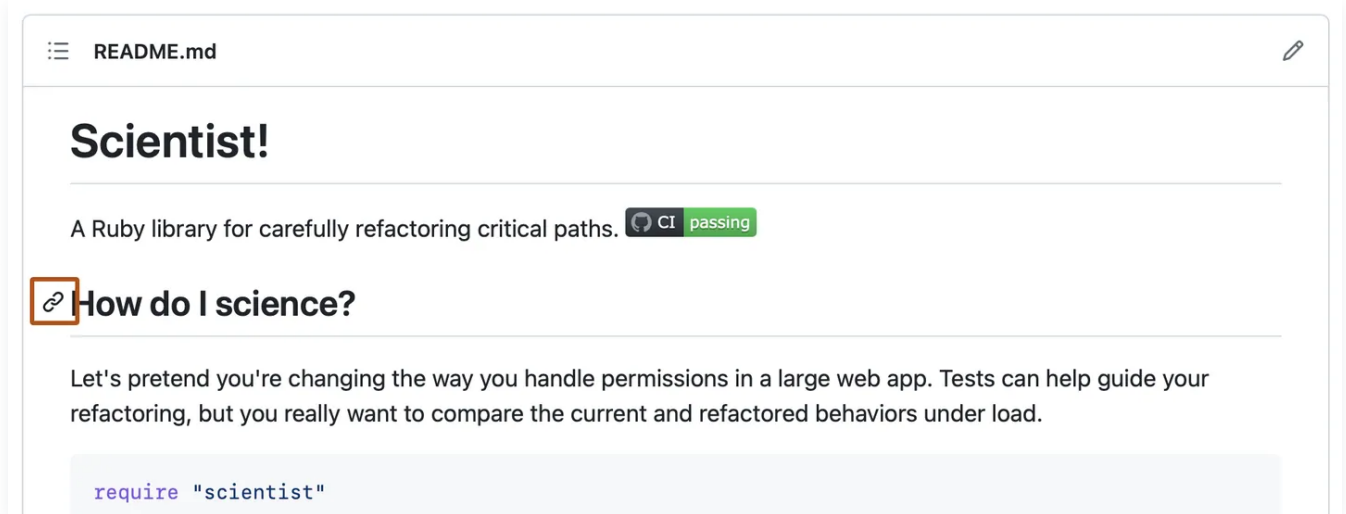 README.md
Scientist!
A Ruby library for carefully refactoring critical paths. CI passing
How do I science?
Let's pretend you're changing the way you handle permissions in a large web app. Tests can help guide your
refactoring, but you really want to compare the current and refactored behaviors under load.
require "scientist"